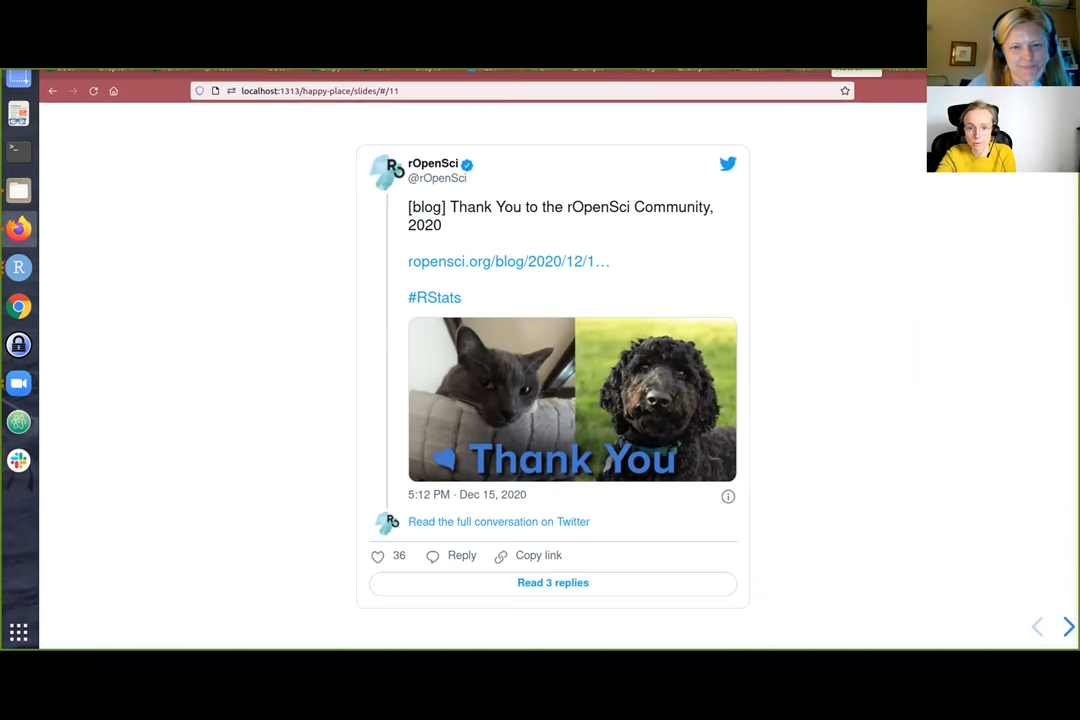 localhost:1313/happy-place/slides/#/11
rOpenSci
@rOpenSci
[blog] Thank You to the rOpenSci Community,
2020
ropensci.org/blog/2020/12/1…
#RStats
Thank You
5:12 PM · Dec 15, 2020
Read the full conversation on Twitter
36 Reply Copy link
Read 3 replies